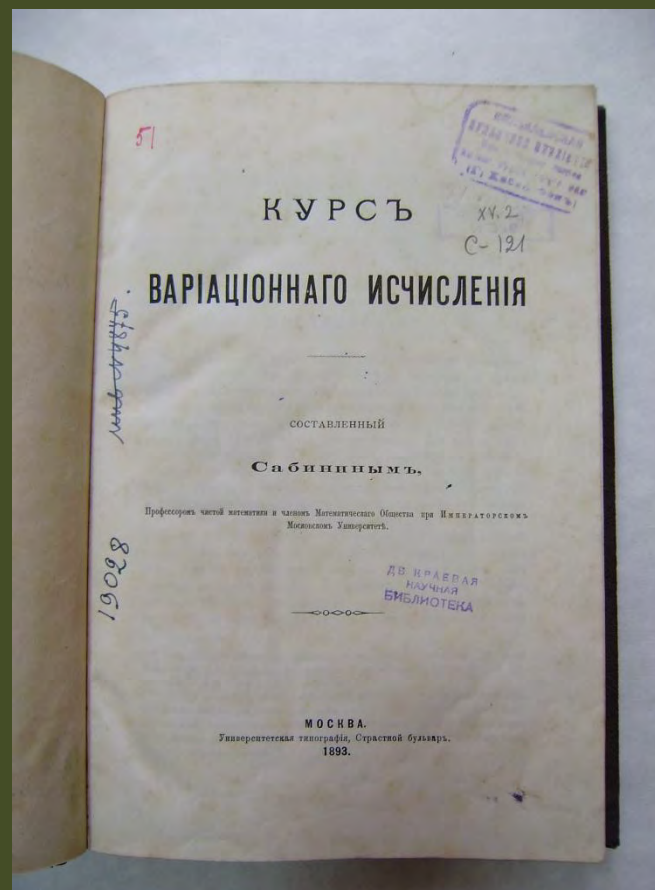 51
КУРСЪ
XV.2
С-121
ВАРІАЦІОННАГО ИСЧИСЛЕНІЯ
СОСТАВЛЕННЫЙ
Сабининымъ,
Профессоромъ чистой математики и членомъ Математическаго Общества при Императорскомъ
Московскомъ Университетѣ.
19028
ДВ КРАЕВАЯ
НАУЧНАЯ
БИБЛИОТЕКА
МОСКВА.
Университетская типографія, Страстной бульваръ.
1893.